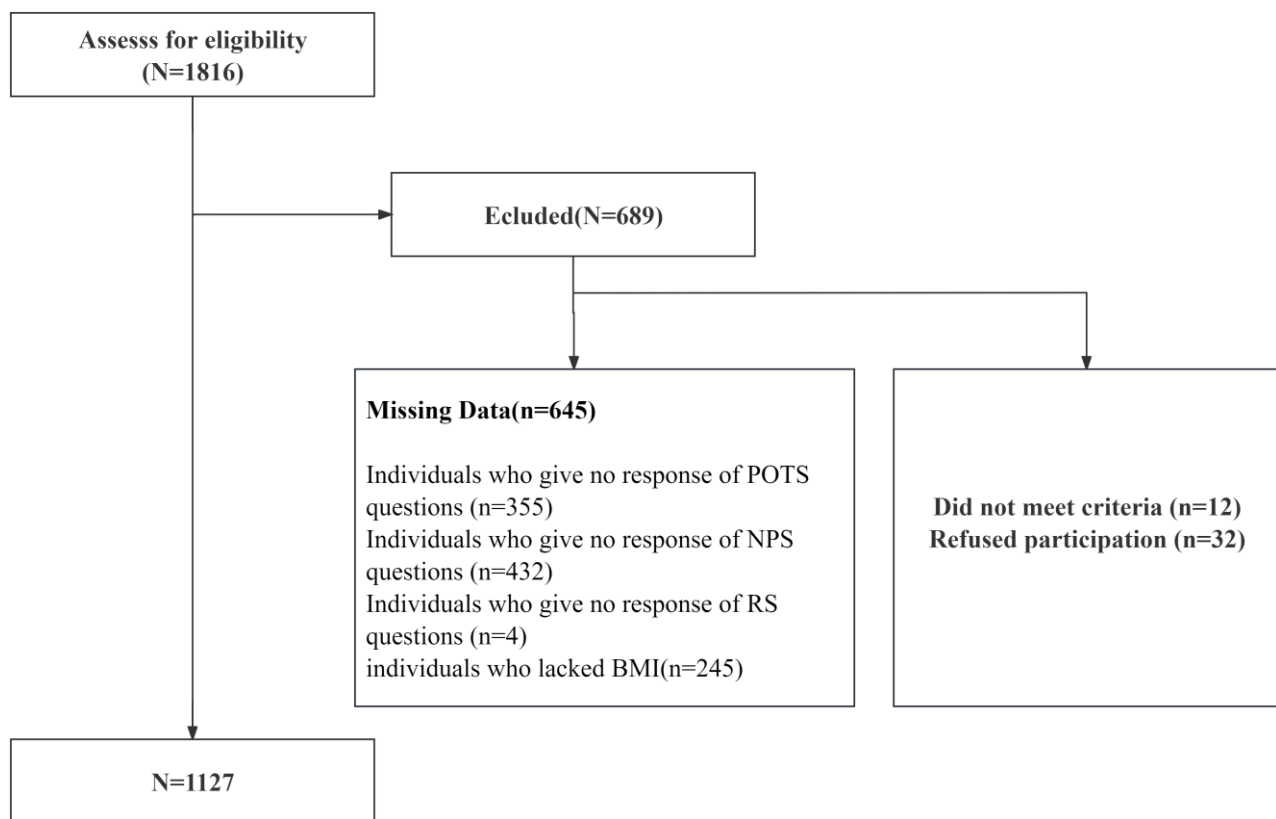 Assesss for eligibility
(N=1816)
Ecluded(N=689)
Missing Data(n=645)
Individuals who give no response of POTS
questions (n=355)
Individuals who give no response of NPS
questions (n=432)
Individuals who give no response of RS
questions (n=4)
individuals who lacked BMI(n=245)
Did not meet criteria (n=12)
Refused participation (n=32)
N=1127